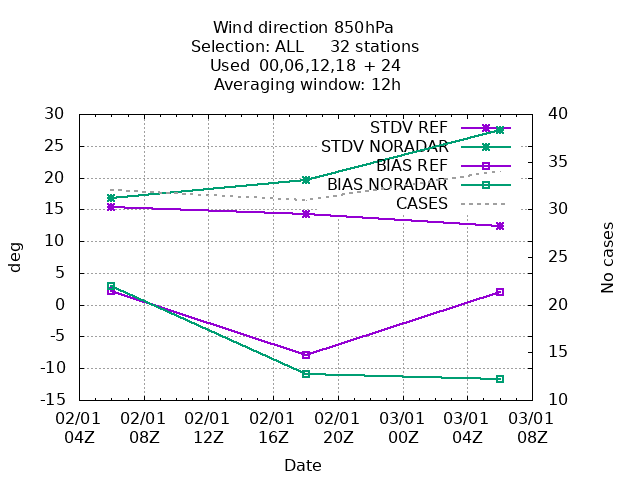 Wind direction 850hPa
Selection: ALL     32 stations
Used 00,06,12,18 + 24
Averaging window: 12h
30
25
20
15
10
5
0
-5
-10
-15
deg
40
35
30
25
20
15
10
No cases
STDV REF
STDV NORADAR
BIAS REF
BIAS NORADAR
CASES
02/01 02/01 02/01 02/01 02/01 03/01 03/01 03/01
04Z 08Z 12Z 16Z 20Z 00Z 04Z 08Z
Date